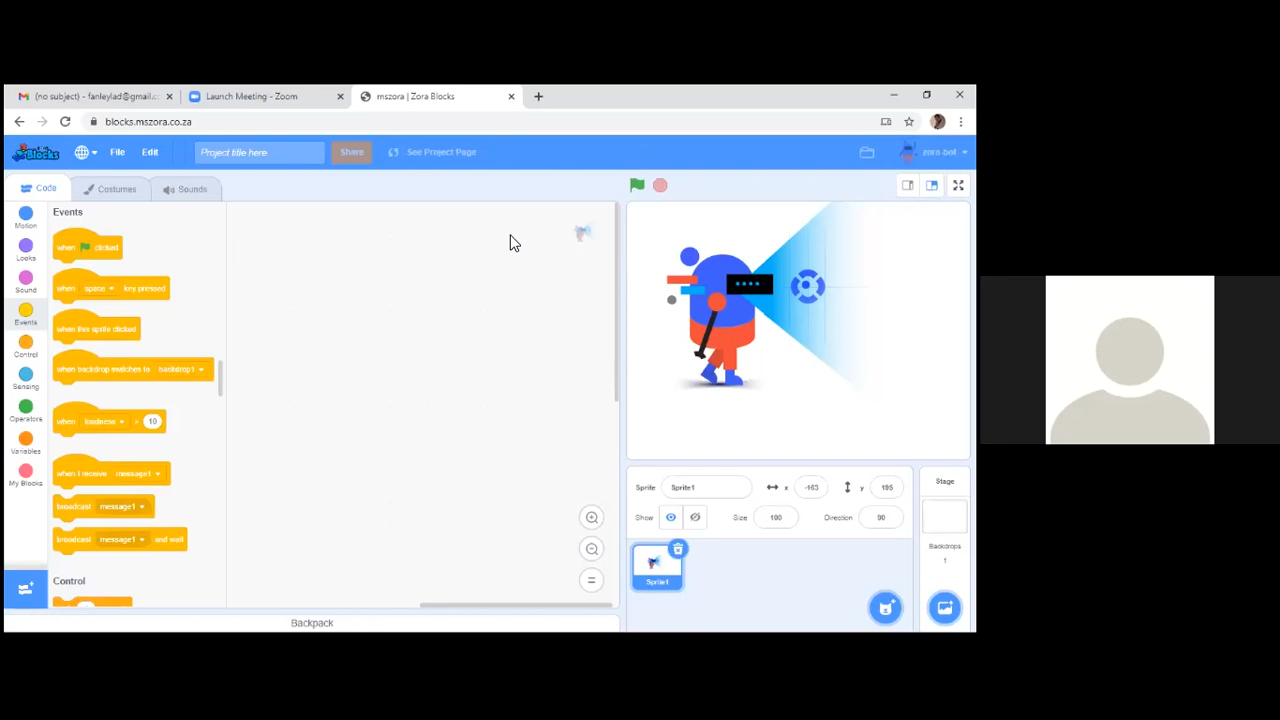 (no subject) - fanleylad@gmail.c
Launch Meeting - Zoom
mszora | Zora Blocks
blocks.mszora.co.za
Blocks
File
Edit
Project title here
Share
See Project Page
zora-bot
Code
Costumes
Sounds
Motion
Looks
Sound
Events
Control
Sensing
Operators
Variables
My Blocks
Events
when clicked
when space key pressed
when this sprite clicked
when backdrop switches to backdrop1
when loudness > 10
when I receive message1
broadcast message1
broadcast message1 and wait
Control
Backpack
Sprite
Sprite1
x
-163
y
195
Show
Size
100
Direction
90
Sprite1
Stage
Backdrops
1